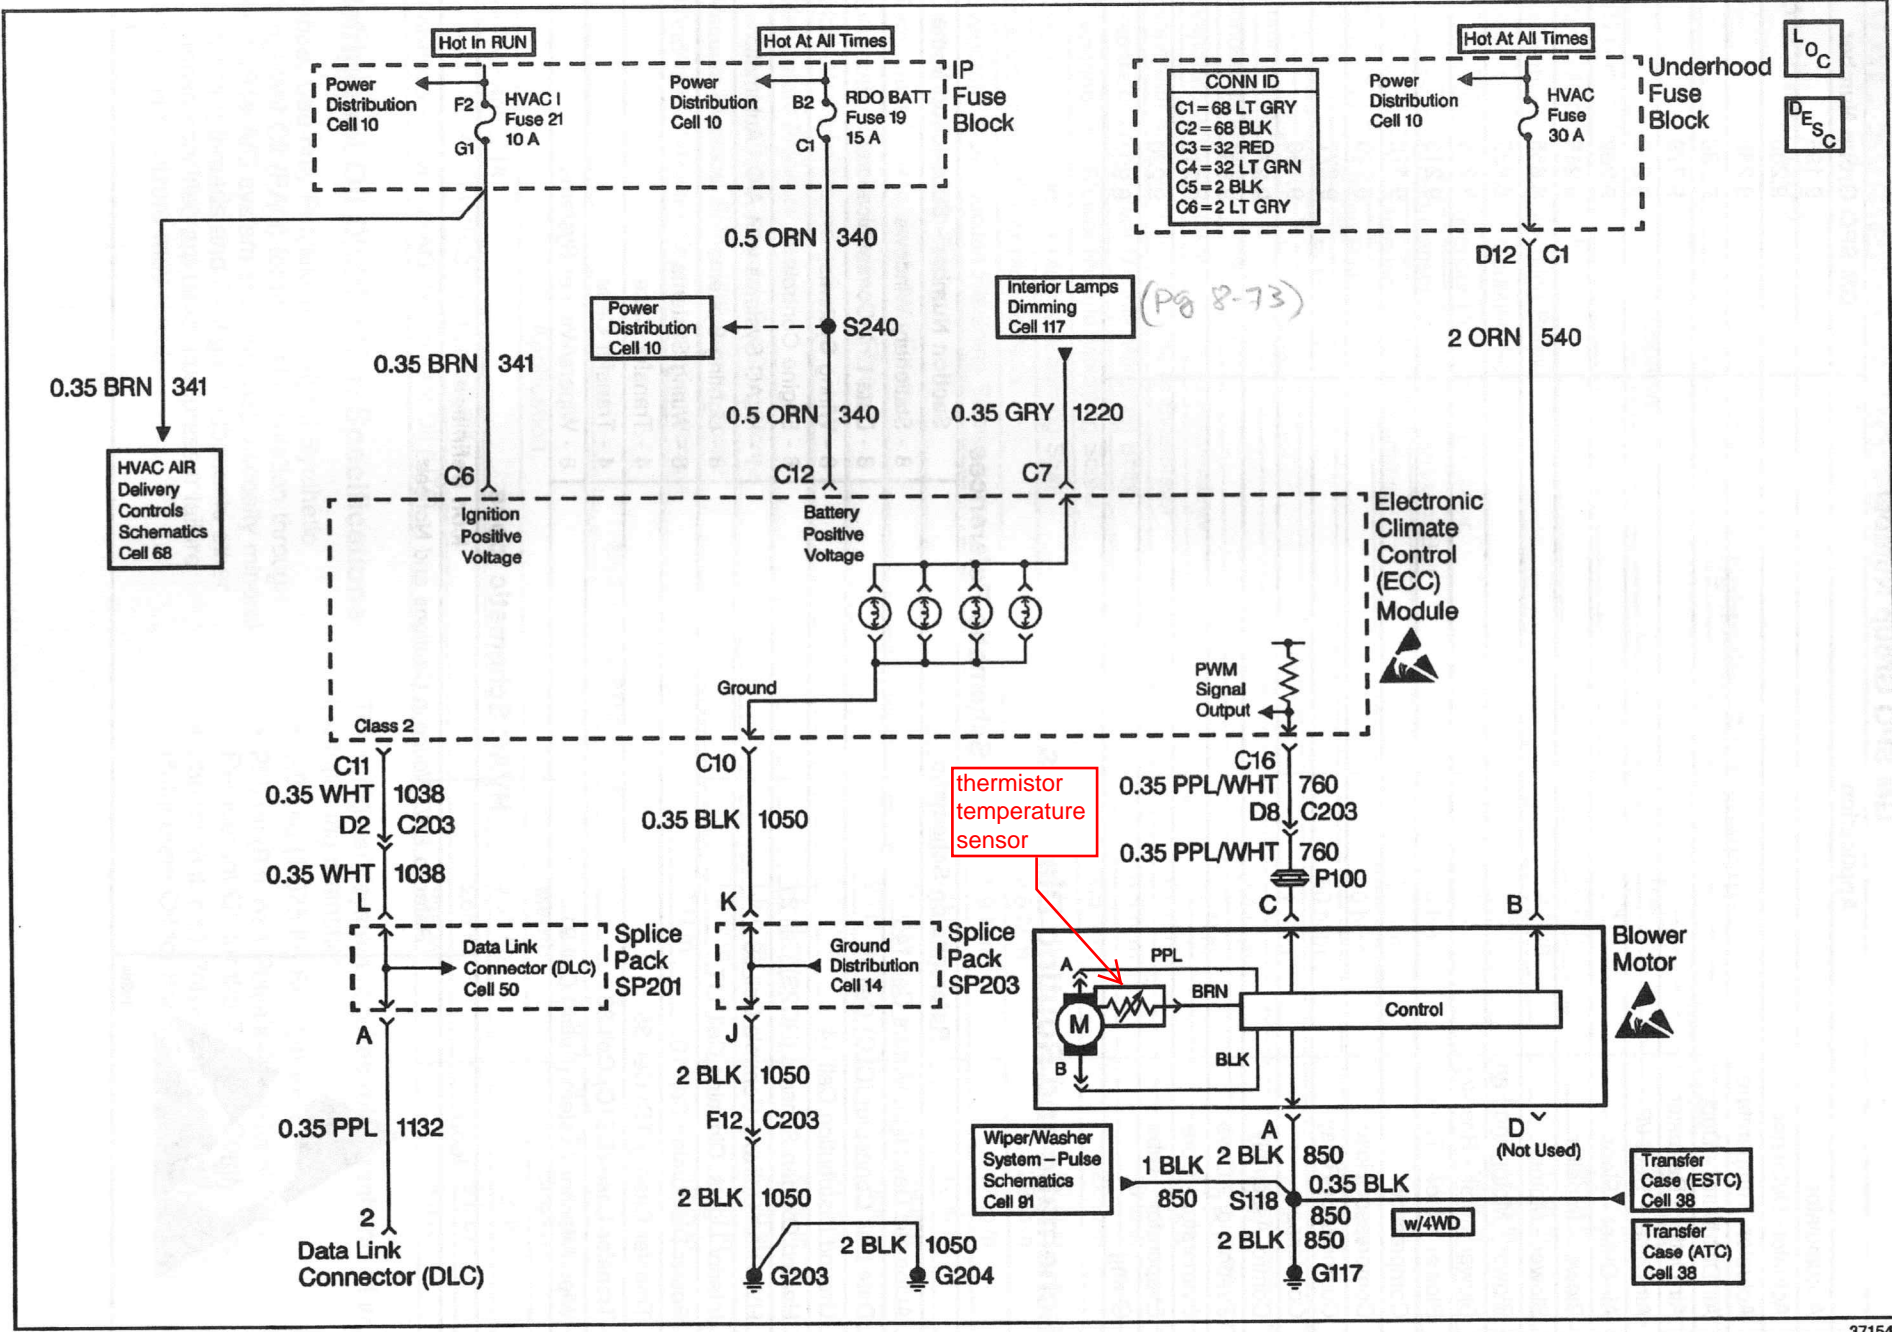 Hot In RUN
Hot At All Times
Hot At All Times
L
O
C
D
E
S
C
Power
Distribution
Cell 10
F2
G1
HVAC I
Fuse 21
10 A
Power
Distribution
Cell 10
B2
C1
RDO BATT
Fuse 19
15 A
IP
Fuse
Block
CONN ID
C1=68 LT GRY
C2=68 BLK
C3=32 RED
C4=32 LT GRN
C5=2 BLK
C6=2 LT GRY
Power
Distribution
Cell 10
HVAC
Fuse
30 A
Underhood
Fuse
Block
0.5 ORN 340
D12 C1
Power
Distribution
Cell 10
S240
Interior Lamps
Dimming
Cell 117
(pg 8-73)
2 ORN 540
0.35 BRN 341
0.35 BRN 341
0.5 ORN 340
0.35 GRY 1220
HVAC AIR
Delivery
Controls
Schematics
Cell 68
C6
C12
C7
Ignition
Positive
Voltage
Battery
Positive
Voltage
Electronic
Climate
Control
(ECC)
Module
Ground
PWM
Signal
Output
Class 2
C11
C10
C16
0.35 WHT 1038
D2 C203
0.35 WHT 1038
L
0.35 BLK 1050
K
thermistor
temperature
sensor
0.35 PPL/WHT 760
D8 C203
0.35 PPL/WHT 760
P100
C
B
Data Link
Connector (DLC)
Cell 50
Splice
Pack
SP201
Ground
Distribution
Cell 14
Splice
Pack
SP203
A
PPL
BRN
M
BLK
B
Control
Blower
Motor
A
J
0.35 PPL 1132
2 BLK 1050
F12 C203
2 BLK 1050
2 BLK 1050
2
Data Link
Connector (DLC)
G203
G204
Wiper/Washer
System–Pulse
Schematics
Cell 91
A
D
(Not Used)
1 BLK
850
2 BLK 850
0.35 BLK
S118
850
w/4WD
2 BLK 850
G117
Transfer
Case (ESTC)
Cell 38
Transfer
Case (ATC)
Cell 38
37154